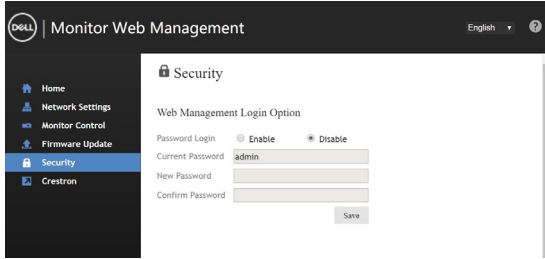 DELL | Monitor Web Management
English
?
Security
Home
Network Settings
Monitor Control
Firmware Update
Security
Crestron
Web Management Login Option
Password Login Enable Disable
Current Password admin
New Password
Confirm Password
Save